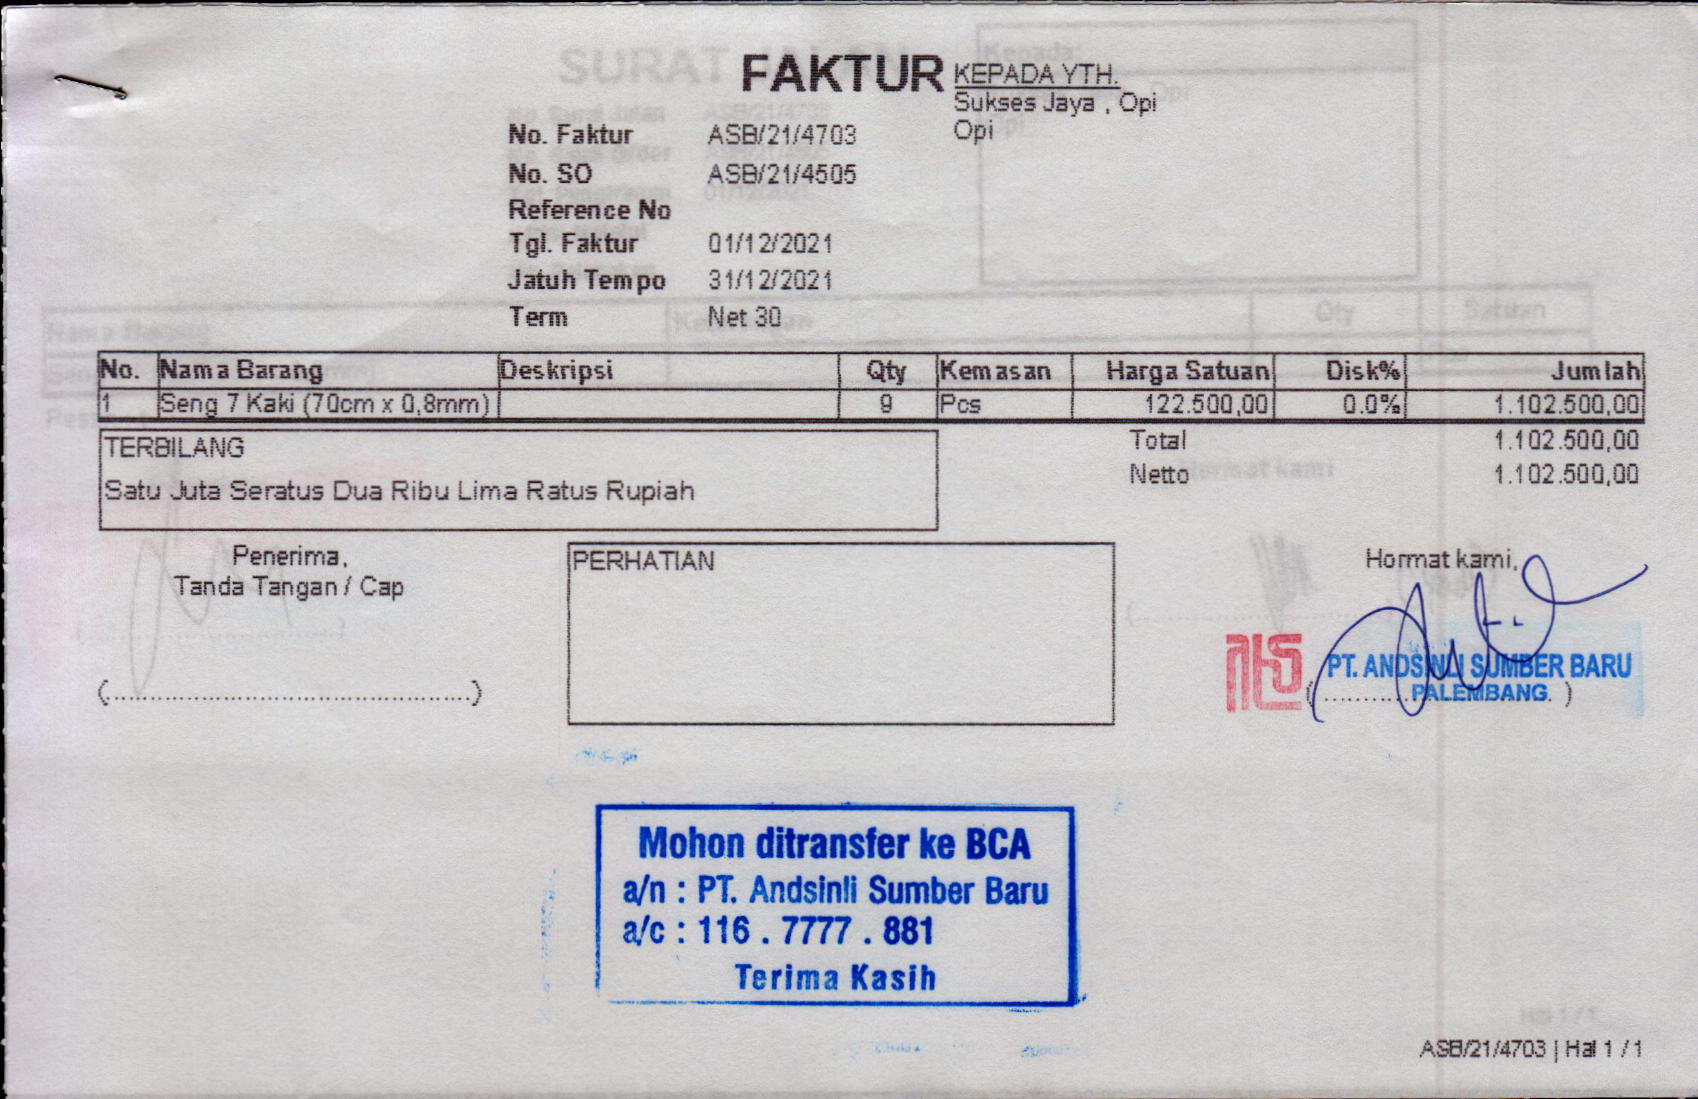 FAKTUR
KEPADA YTH.
Sukses Jaya , Opi
Opi
No. Faktur ASB/21/4703
No. SO ASB/21/4505
Reference No
Tgl. Faktur 01/12/2021
Jatuh Tempo 31/12/2021
Term Net 30
No. Nama Barang Deskripsi Qty Kemasan Harga Satuan Disk% Jumlah
1 Seng 7 Kaki (70cm x 0,8mm) 9 Pcs 122.500,00 0.0% 1.102.500,00
TERBILANG
Satu Juta Seratus Dua Ribu Lima Ratus Rupiah
Total 1.102.500,00
Netto 1.102.500,00
Penerima,
Tanda Tangan / Cap
(..................................................)
PERHATIAN
Hormat kami,
PT. ANDSINLI SUMBER BARU
PALEMBANG.
Mohon ditransfer ke BCA
a/n : PT. Andsinli Sumber Baru
a/c : 116 . 7777 . 881
Terima Kasih
ASB/21/4703 | Hal 1 / 1